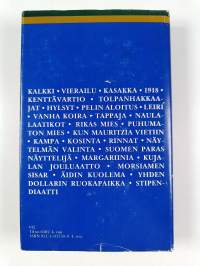 KALKKI • VIERAILU • KASAKKA • 1918 •
KENTTÄVARTIO • TOLPANHAKKAA-
JAT • HYLSYT • PELIN ALOITUS • LEIRI •
VANHA KOIRA • TAPPAJA • NAULA-
LAATIKOT • RIKAS MIES • PUHUMA-
TON MIES • KUN MAURITZIA VIETIIN
• KAMPA • KOSINTA • RINNAT • NÄY-
TELMÄN VALINTA • SUOMEN PARAS
NÄYTTELIJÄ • MARGARIINIA • KUJA-
LAN JOULUAATTO • MORSIAMEN
SISAR • ÄIDIN KUOLEMA • YHDEN
DOLLARIN RUOKAPAIKKA • STIPEN-
DIAATTI